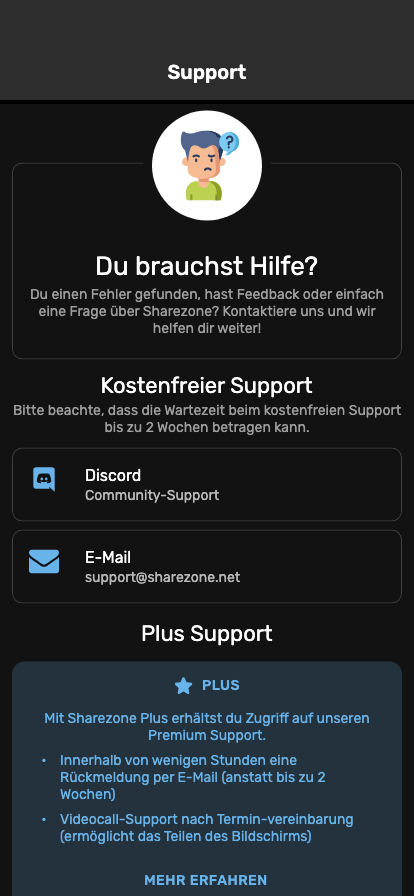 Support
?
Du brauchst Hilfe?
Du einen Fehler gefunden, hast Feedback oder einfach
eine Frage über Sharezone? Kontaktiere uns und wir
helfen dir weiter!
Kostenfreier Support
Bitte beachte, dass die Wartezeit beim kostenfreien Support
bis zu 2 Wochen betragen kann.
Discord
Community-Support
E-Mail
support@sharezone.net
Plus Support
PLUS
Mit Sharezone Plus erhältst du Zugriff auf unseren
Premium Support.
• Innerhalb von wenigen Stunden eine
Rückmeldung per E-Mail (anstatt bis zu 2
Wochen)
• Videocall-Support nach Termin-vereinbarung
(ermöglicht das Teilen des Bildschirms)
MEHR ERFAHREN